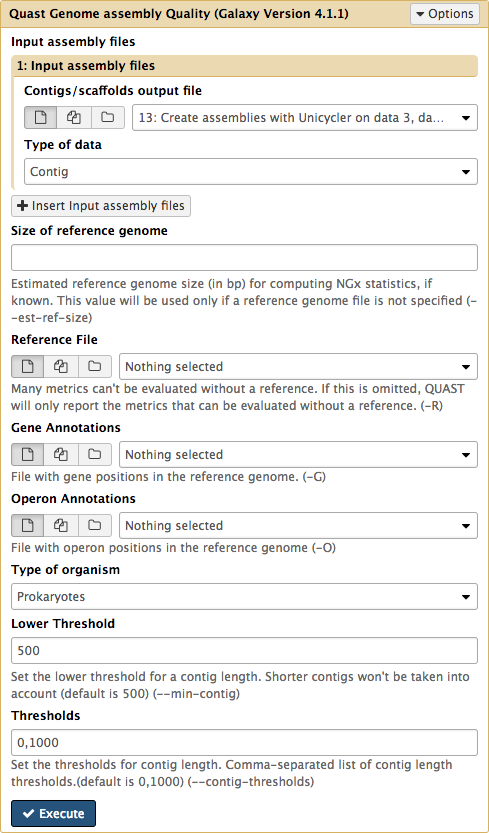 Quast Genome assembly Quality (Galaxy Version 4.1.1)
Options
Input assembly files
1: Input assembly files
Contigs/scaffolds output file
13: Create assemblies with Unicycler on data 3, da...
Type of data
Contig
Insert Input assembly files
Size of reference genome
Estimated reference genome size (in bp) for computing NGx statistics, if
known. This value will be used only if a reference genome file is not specified (-
-est-ref-size)
Reference File
Nothing selected
Many metrics can't be evaluated without a reference. If this is omitted, QUAST
will only report the metrics that can be evaluated without a reference. (-R)
Gene Annotations
Nothing selected
File with gene positions in the reference genome. (-G)
Operon Annotations
Nothing selected
File with operon positions in the reference genome (-O)
Type of organism
Prokaryotes
Lower Threshold
500
Set the lower threshold for a contig length. Shorter contigs won't be taken into
account (default is 500) (--min-contig)
Thresholds
0,1000
Set the thresholds for contig length. Comma-separated list of contig length
thresholds.(default is 0,1000) (--contig-thresholds)
Execute